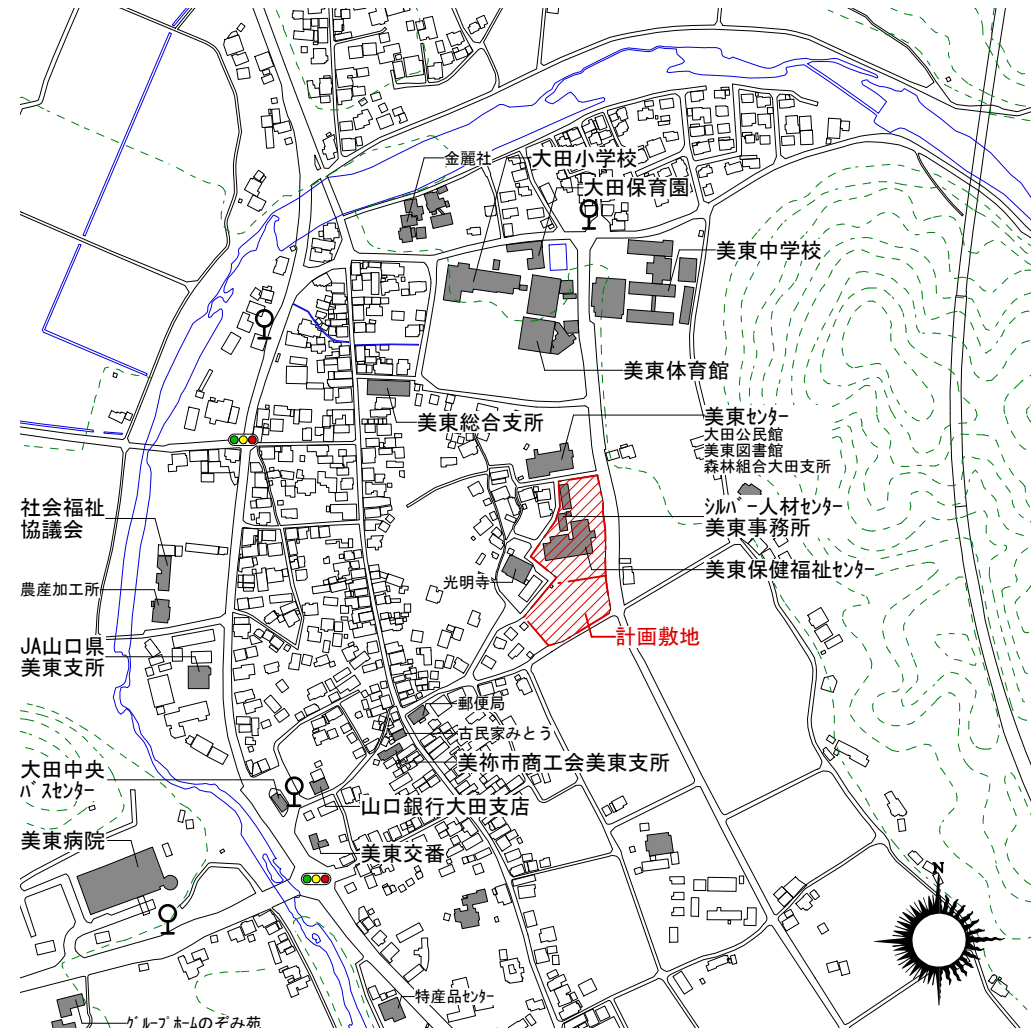 金麗社
大田小学校
大田保育園
美東中学校
美東体育館
美東総合支所
美東センター
大田公民館
美東図書館
森林組合大田支所
社会福祉
協議会
シルバー人材センター
美東事務所
農産加工所
光明寺
美東保健福祉センター
計画敷地
JA山口県
美東支所
郵便局
古民家みとう
美祢市商工会美東支所
大田中央
バスセンター
山口銀行大田支店
美東病院
美東交番
N
特産品センター
グループホームのぞみ苑